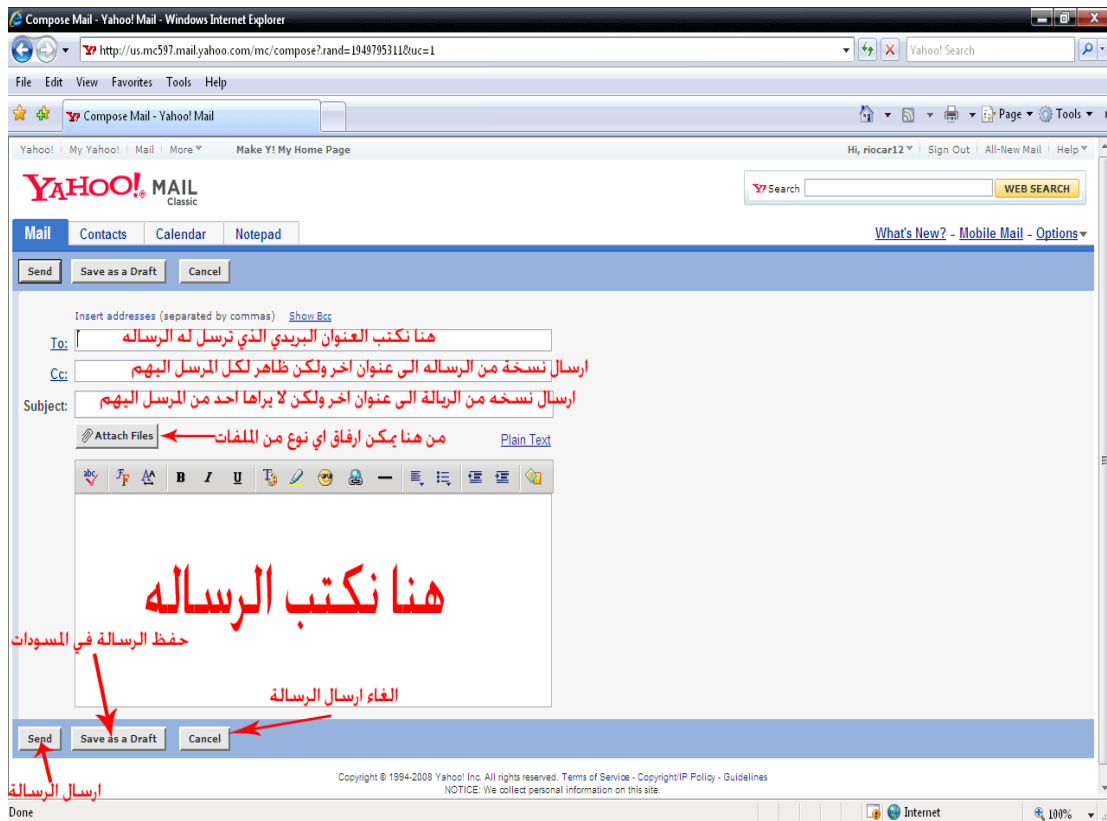 Compose Mail - Yahoo! Mail - Windows Internet Explorer
http://us.mc597.mail.yahoo.com/mc/compose?.rand=1949795311&uc=1
Yahoo! Search
File Edit View Favorites Tools Help
Compose Mail - Yahoo! Mail
Page Tools
Yahoo! My Yahoo! Mail More Make Y! My Home Page
Hi, riocar12 Sign Out All-New Mail Help
YAHOO! MAIL
Classic
Search WEB SEARCH
Mail Contacts Calendar Notepad
What's New? - Mobile Mail - Options
Send Save as a Draft Cancel
Insert addresses (separated by commas) Show Bcc
To: هنا نكتب العنوان البريدي الذي ترسل له الرساله
Cc: ارسال نسخة من الرساله الى عنوان اخر ولكن ظاهر لكل المرسل اليهم
Subject: ارسال نسخه من الريالة الى عنوان اخر ولكن لا يراها احد من المرسل اليهم
Attach Files من هنا يمكن ارفاق اي نوع من الملفات Plain Text
هنا نكتب الرساله
حفظ الرسالة في المسودات
الغاء ارسال الرسالة
Send Save as a Draft Cancel
Copyright © 1994-2008 Yahoo! Inc. All rights reserved. Terms of Service - Copyright/IP Policy - Guidelines
NOTICE: We collect personal information on this site.
ارسال الرسالة
Done Internet 100%